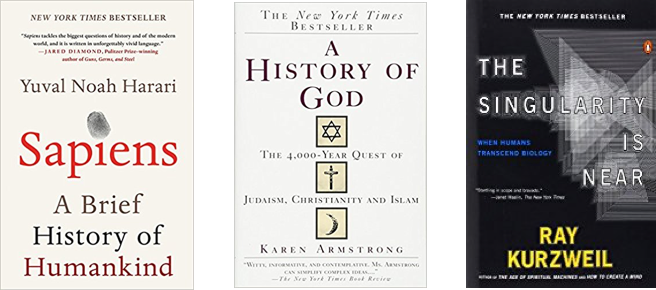 NEW YORK TIMES BESTSELLER
"Sapiens tackles the biggest questions of history and of the modern
world, and it is written in unforgettably vivid language."
—JARED DIAMOND, Pulitzer Prize–winning
author of Guns, Germs, and Steel
Yuval Noah Harari
Sapiens
A Brief
History of
Humankind
The New York Times
BESTSELLER
A
HISTORY OF
GOD
THE 4,000-YEAR QUEST OF
JUDAISM, CHRISTIANITY AND ISLAM
KAREN ARMSTRONG
"WITTY, INFORMATIVE, AND CONTEMPLATIVE. MS. ARMSTRONG
CAN SIMPLIFY COMPLEX IDEAS...."
—The New York Times Book Review
THE NEW YORK TIMES BESTSELLER
THE
SINGULARITY
IS
NEAR
WHEN HUMANS
TRANSCEND BIOLOGY
"Startling in scope and bravado."
—Janet Maslin, The New York Times
RAY
KURZWEIL
AUTHOR OF THE AGE OF SPIRITUAL MACHINES AND HOW TO CREATE A MIND